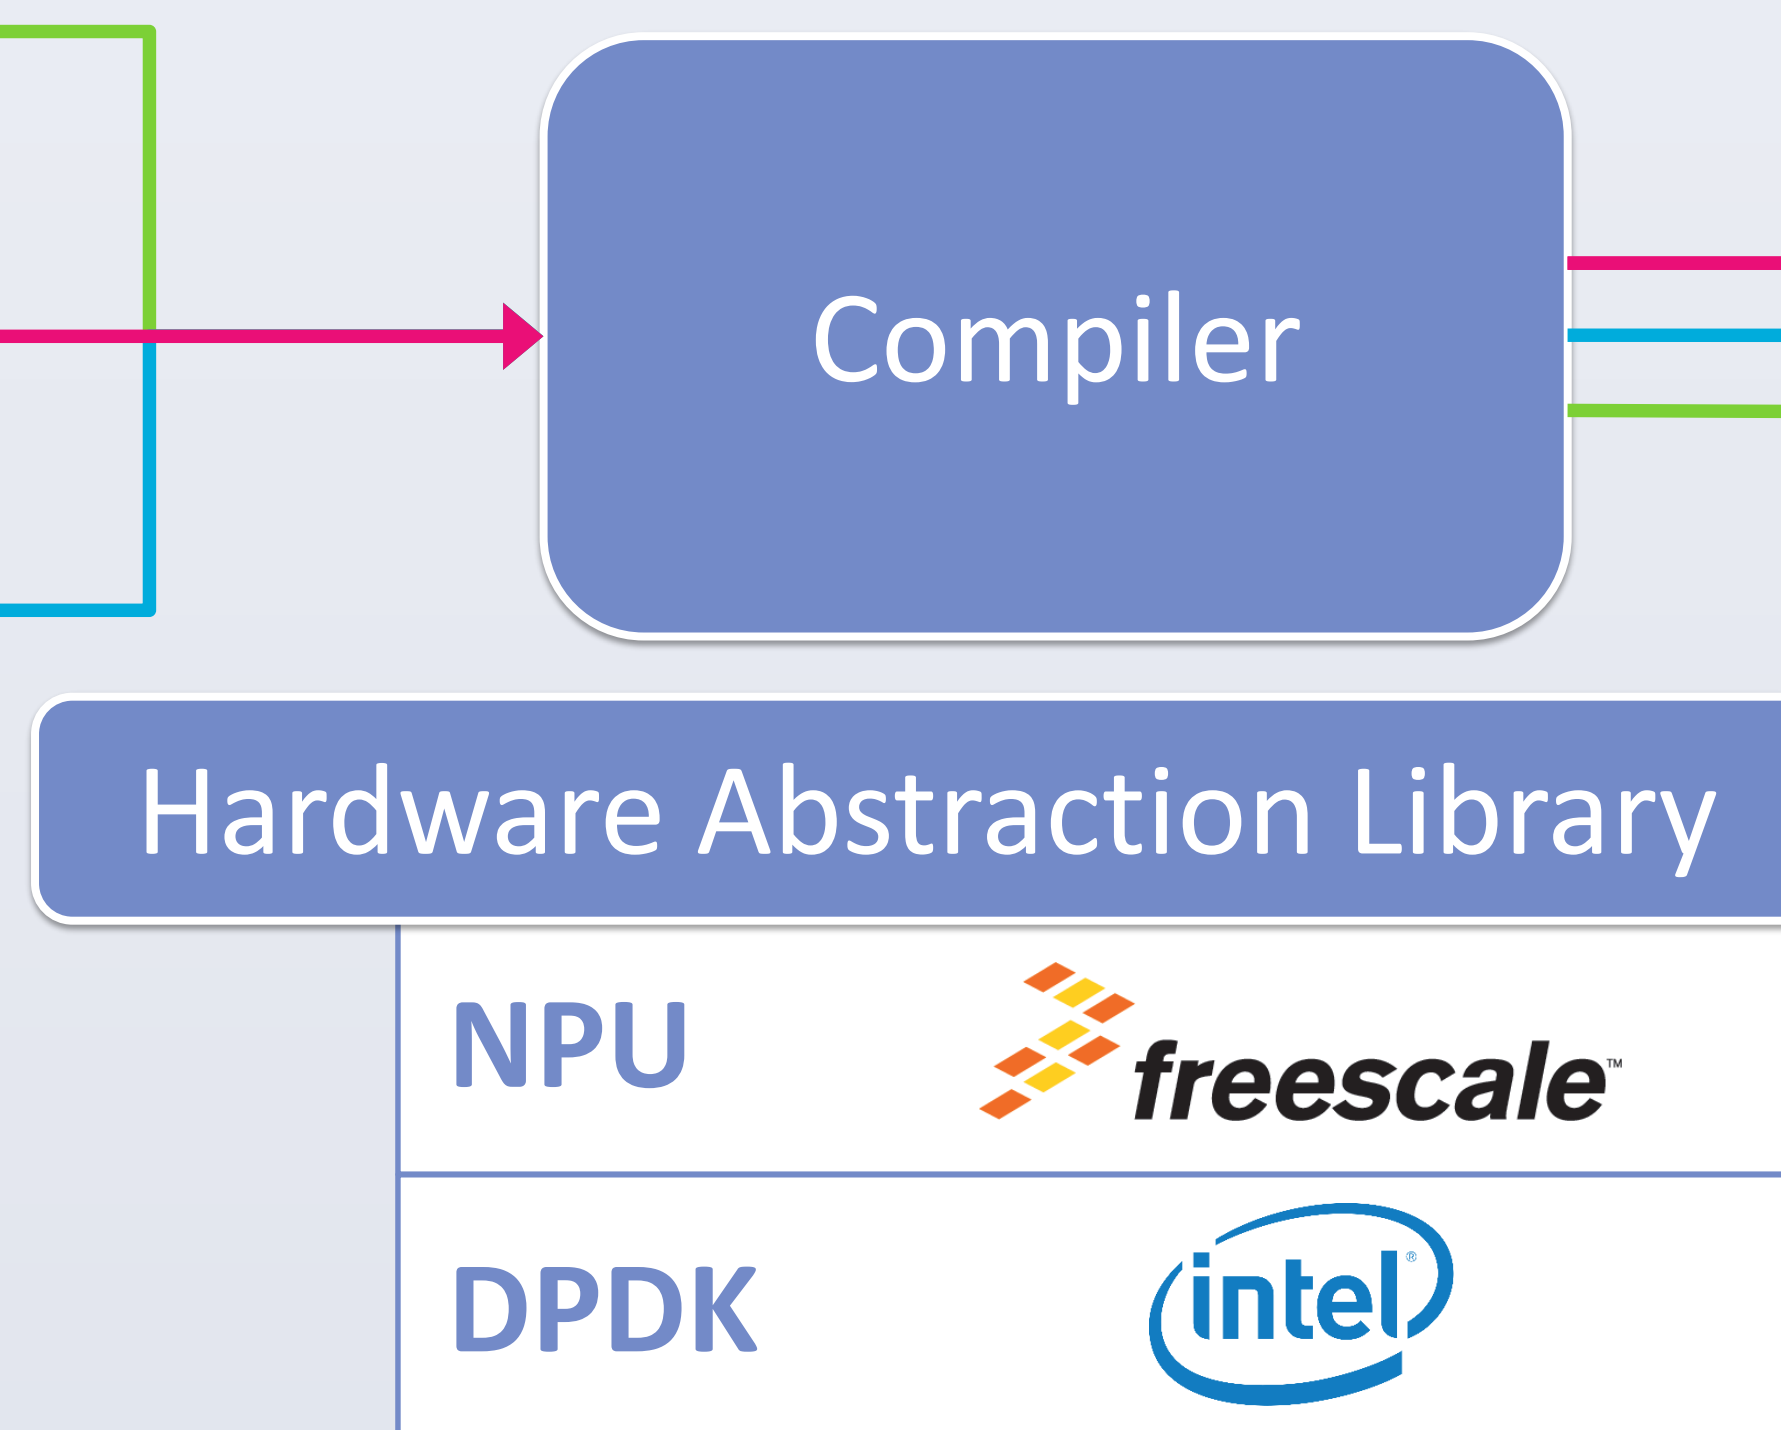 Compiler
Hardware Abstraction Library
NPU
freescale™
DPDK
intel®